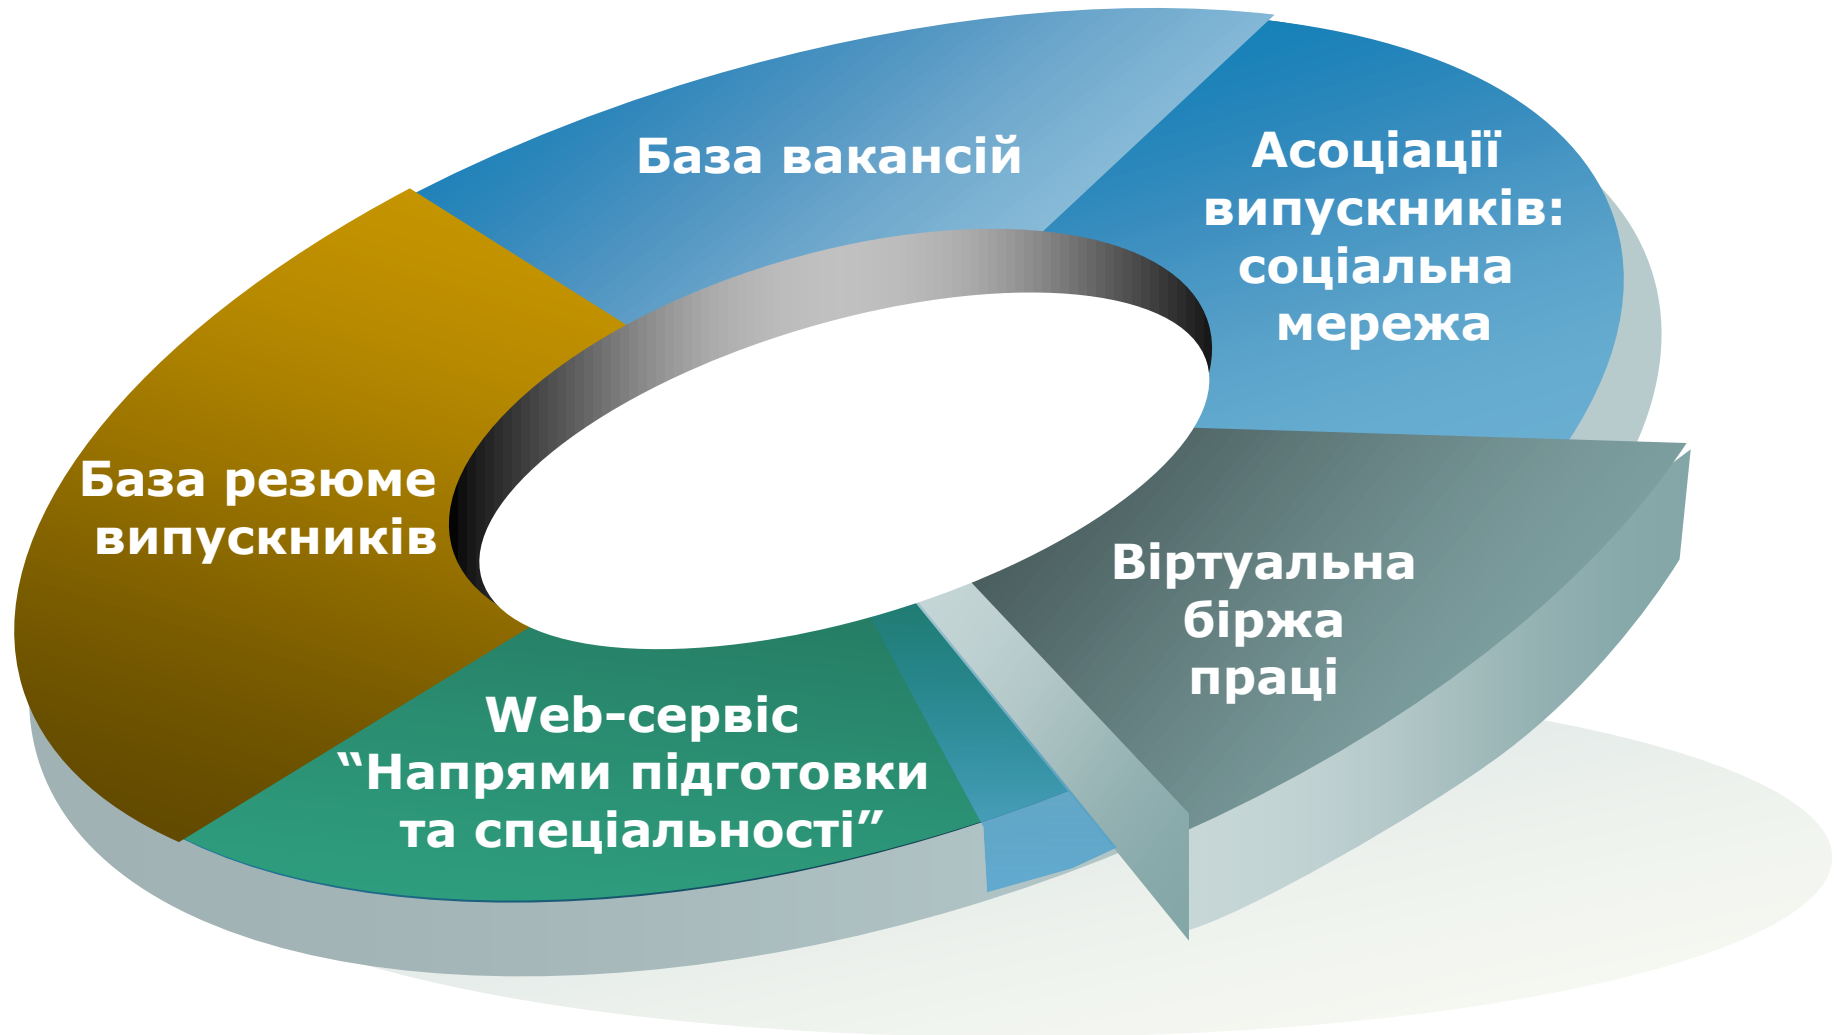 База вакансій
Асоціації
випускників:
соціальна
мережа
База резюме
випускників
Віртуальна
біржа
праці
Web–сервіс
“Напрями підготовки
та спеціальності”